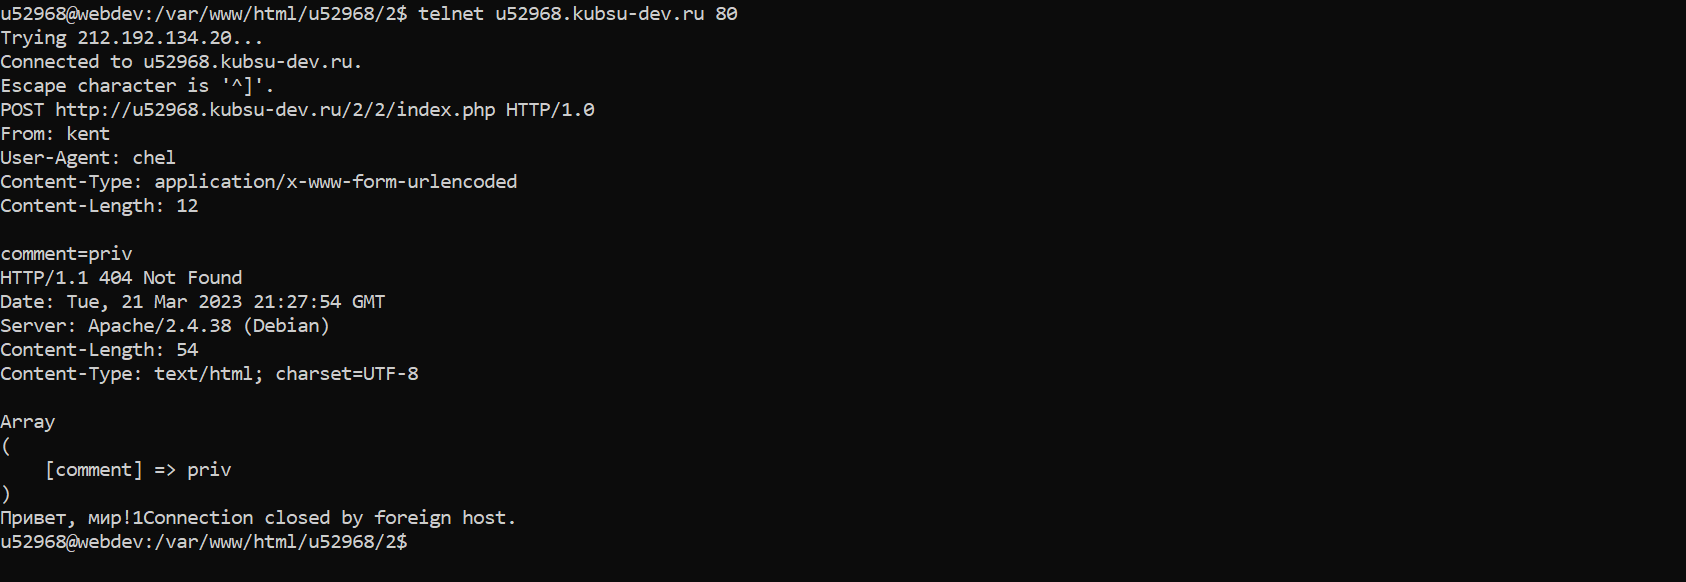 u52968@webdev:/var/www/html/u52968/2$ telnet u52968.kubsu-dev.ru 80
Trying 212.192.134.20...
Connected to u52968.kubsu-dev.ru.
Escape character is '^]'.
POST http://u52968.kubsu-dev.ru/2/2/index.php HTTP/1.0
From: kent
User-Agent: chel
Content-Type: application/x-www-form-urlencoded
Content-Length: 12

comment=priv
HTTP/1.1 404 Not Found
Date: Tue, 21 Mar 2023 21:27:54 GMT
Server: Apache/2.4.38 (Debian)
Content-Length: 54
Content-Type: text/html; charset=UTF-8

Array
(
    [comment] => priv
)
Привет, мир!1Connection closed by foreign host.
u52968@webdev:/var/www/html/u52968/2$